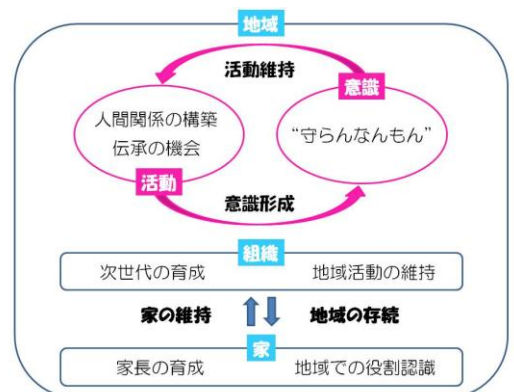 地域
活動維持
意識
人間関係の構築
伝承の機会
“守らんなんもん”
活動
意識形成
組織
次世代の育成 地域活動の維持
家の維持 地域の存続
家
家長の育成 地域での役割認識